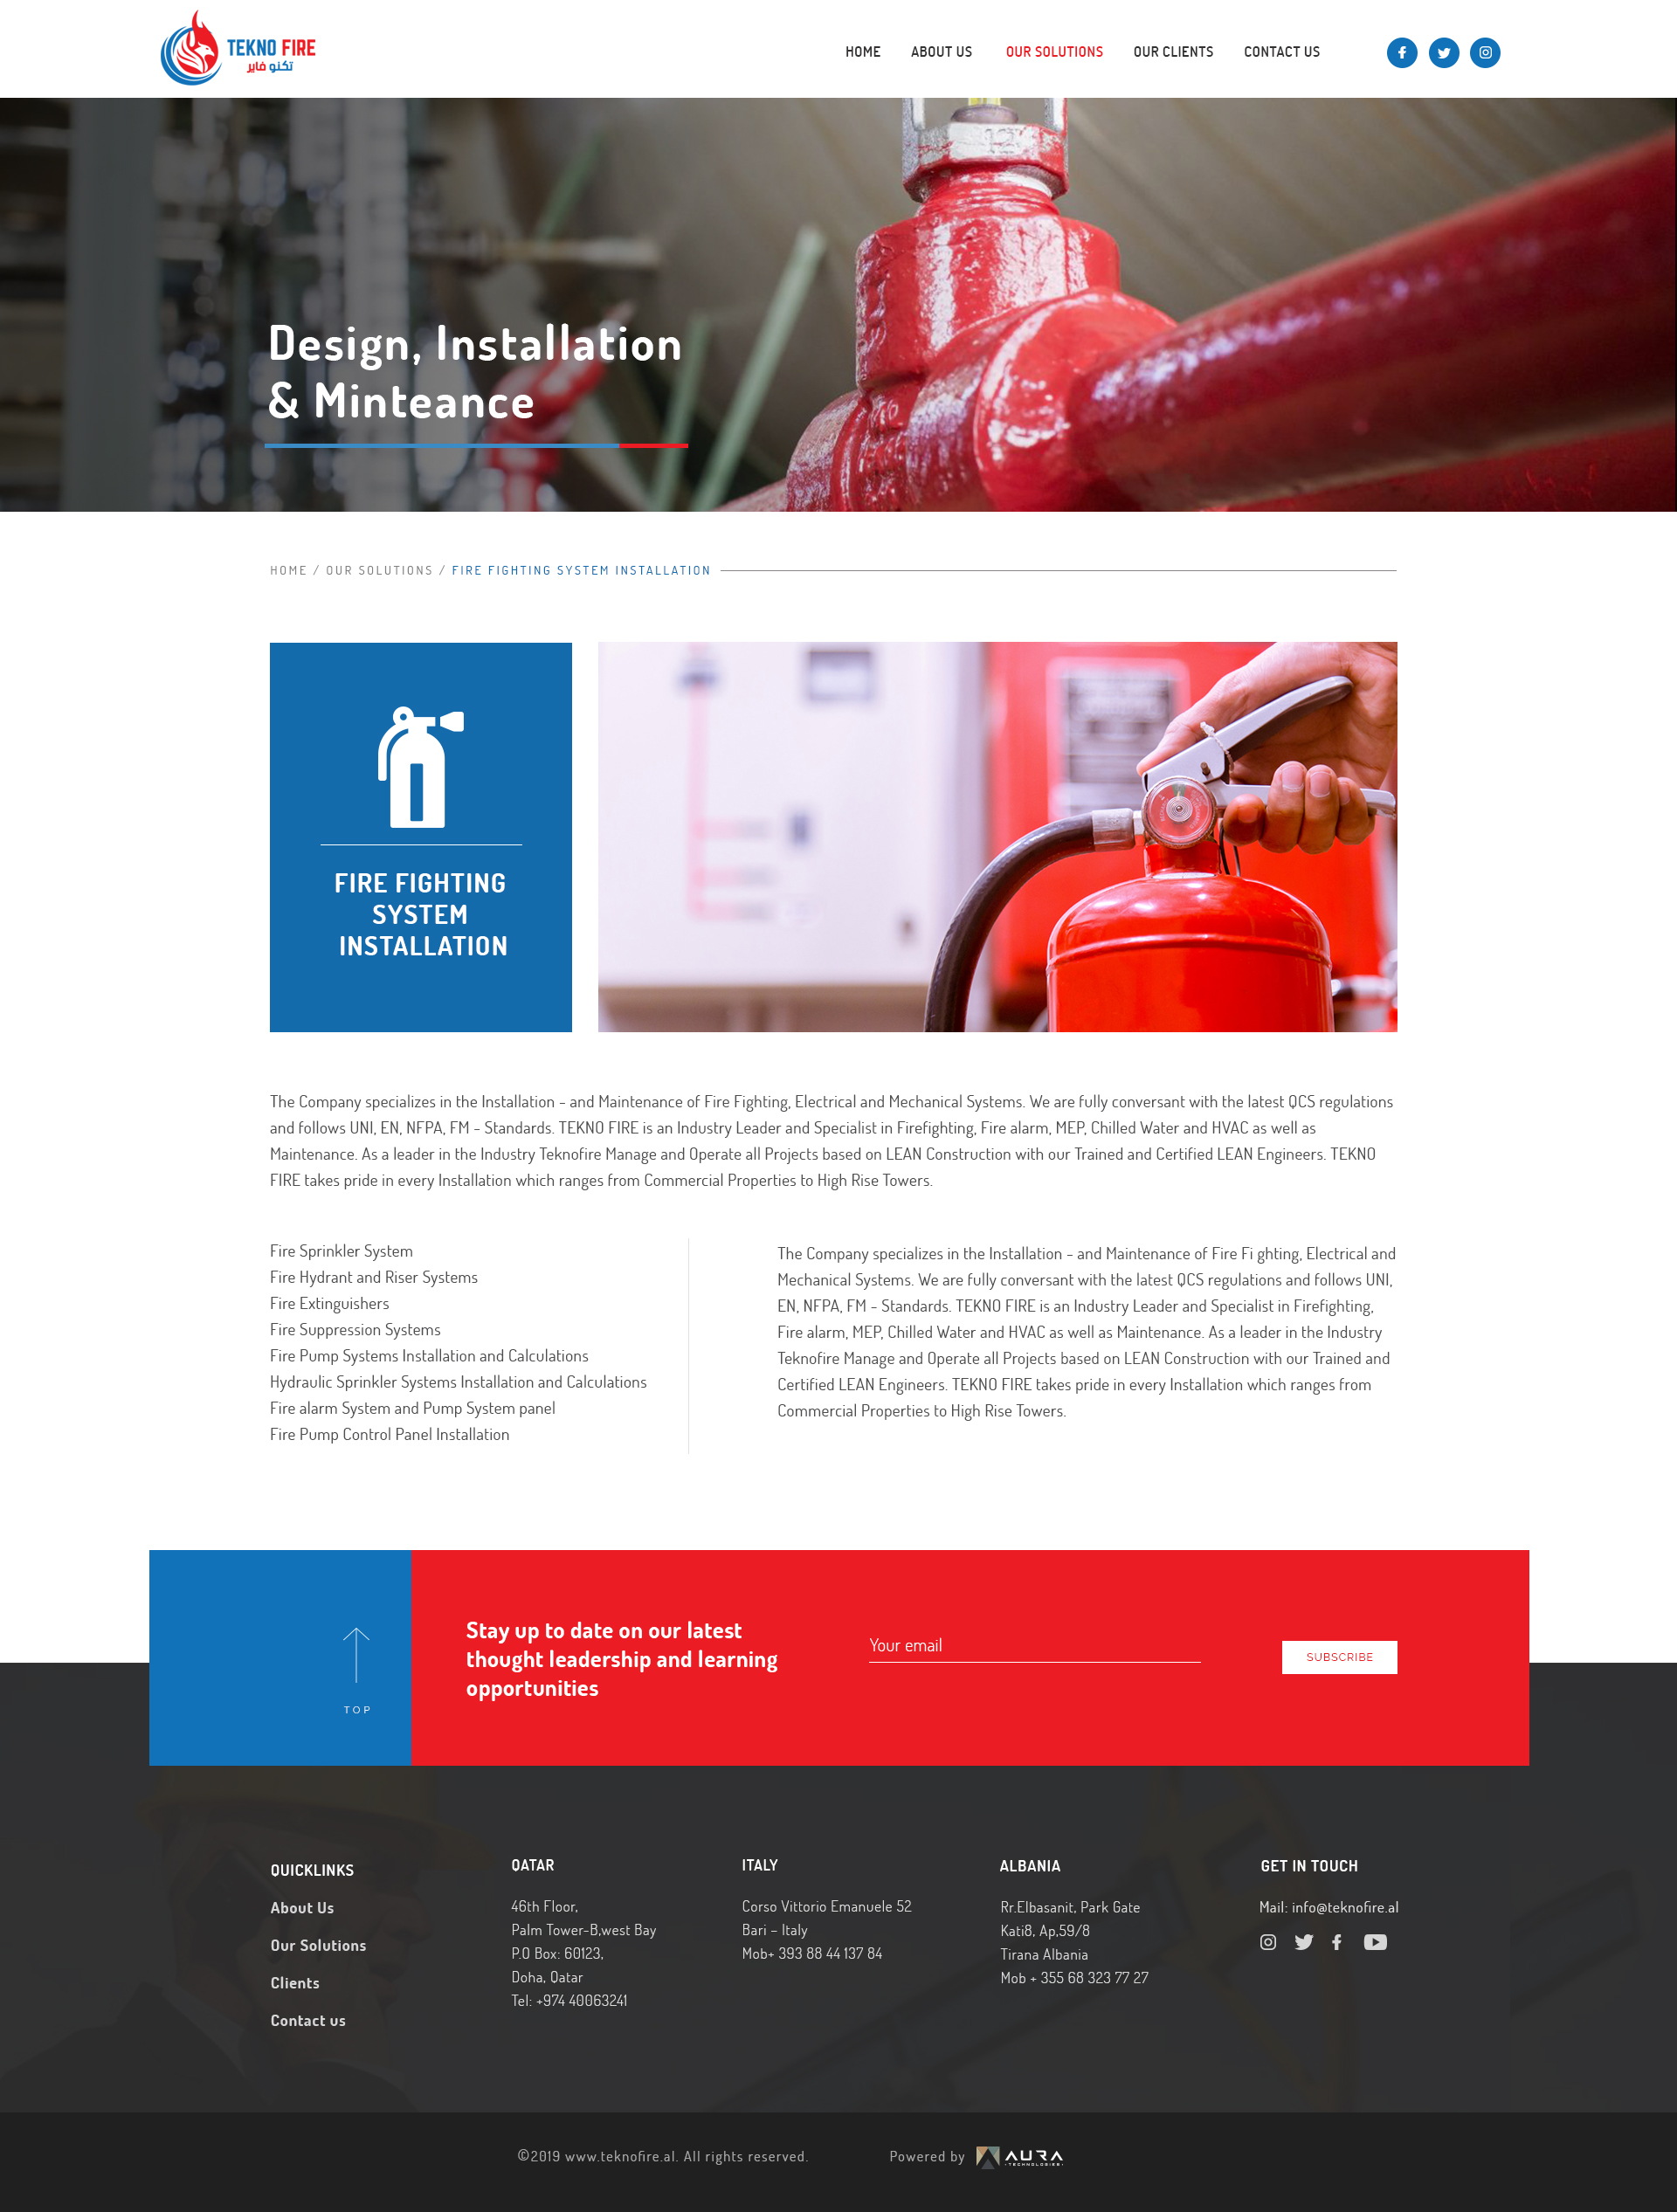 TEKNO FIRE
تكنو فاير
HOME ABOUT US OUR SOLUTIONS OUR CLIENTS CONTACT US
Design, Installation
& Minteance
HOME / OUR SOLUTIONS / FIRE FIGHTING SYSTEM INSTALLATION
FIRE FIGHTING
SYSTEM
INSTALLATION
The Company specializes in the Installation - and Maintenance of Fire Fighting, Electrical and Mechanical Systems. We are fully conversant with the latest QCS regulations
and follows UNI, EN, NFPA, FM - Standards. TEKNO FIRE is an Industry Leader and Specialist in Firefighting, Fire alarm, MEP, Chilled Water and HVAC as well as
Maintenance. As a leader in the Industry Teknofire Manage and Operate all Projects based on LEAN Construction with our Trained and Certified LEAN Engineers. TEKNO
FIRE takes pride in every Installation which ranges from Commercial Properties to High Rise Towers.
Fire Sprinkler System
Fire Hydrant and Riser Systems
Fire Extinguishers
Fire Suppression Systems
Fire Pump Systems Installation and Calculations
Hydraulic Sprinkler Systems Installation and Calculations
Fire alarm System and Pump System panel
Fire Pump Control Panel Installation
The Company specializes in the Installation - and Maintenance of Fire Fi ghting, Electrical and
Mechanical Systems. We are fully conversant with the latest QCS regulations and follows UNI,
EN, NFPA, FM - Standards. TEKNO FIRE is an Industry Leader and Specialist in Firefighting,
Fire alarm, MEP, Chilled Water and HVAC as well as Maintenance. As a leader in the Industry
Teknofire Manage and Operate all Projects based on LEAN Construction with our Trained and
Certified LEAN Engineers. TEKNO FIRE takes pride in every Installation which ranges from
Commercial Properties to High Rise Towers.
TOP
Stay up to date on our latest
thought leadership and learning
opportunities
Your email
SUBSCRIBE
QUICKLINKS
About Us
Our Solutions
Clients
Contact us
QATAR
46th Floor,
Palm Tower-B,west Bay
P.O Box: 60123,
Doha, Qatar
Tel: +974 40063241
ITALY
Corso Vittorio Emanuele 52
Bari – Italy
Mob+ 393 88 44 137 84
ALBANIA
Rr.Elbasanit, Park Gate
Kati8, Ap,59/8
Tirana Albania
Mob + 355 68 323 77 27
GET IN TOUCH
Mail: info@teknofire.al
©2019 www.teknofire.al. All rights reserved.
Powered by AURA
TECHNOLOGIES